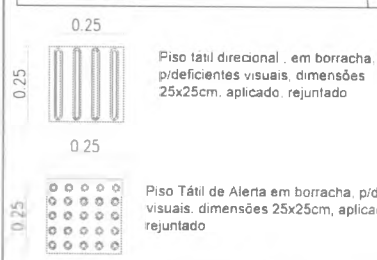 0.25
0.25
Piso tátil direcional , em borracha,
p/deficientes visuais, dimensões
25x25cm, aplicado, rejuntado
0.25
0.25
Piso Tátil de Alerta em borracha, p/d
visuais, dimensões 25x25cm, aplica
rejuntado